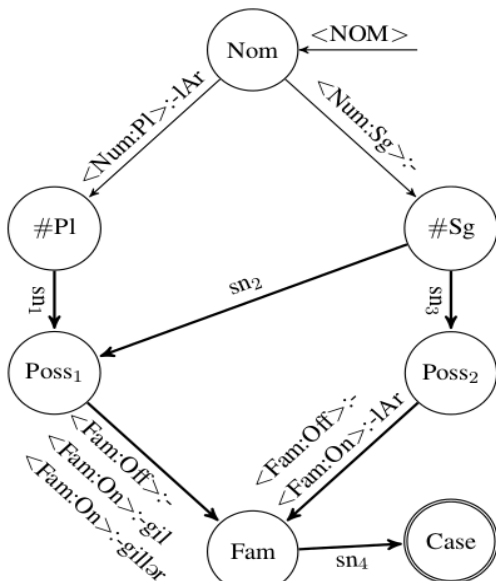 <NOM>
Nom
<Num:Pl>:-lAr
<Num:Sg>:-
#Pl
#Sg
sn1
sn2
sn3
Poss1
Poss2
<Fam:Off>:-
<Fam:On>:-gil
<Fam:On>:-gillər
<Fam:Off>:-
<Fam:On>:-lAr
Fam
sn4
Case